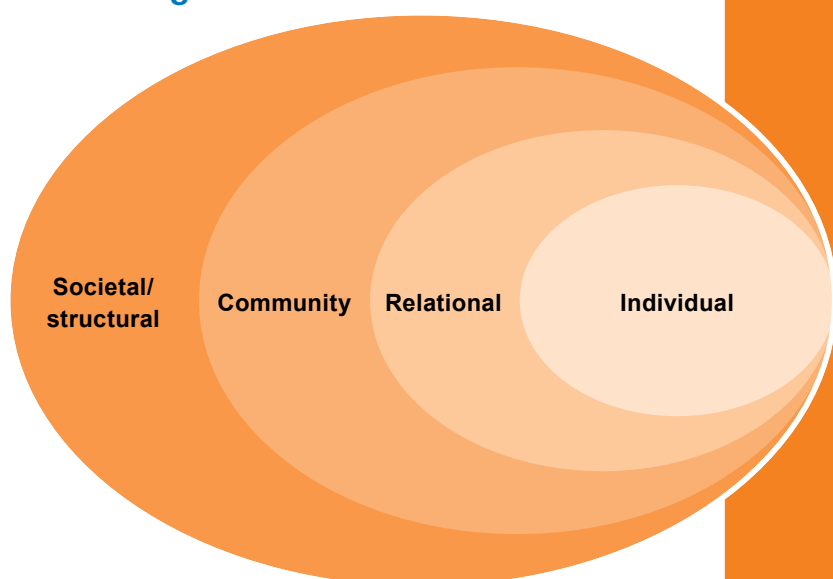 Societal/
structural
Community
Relational
Individual